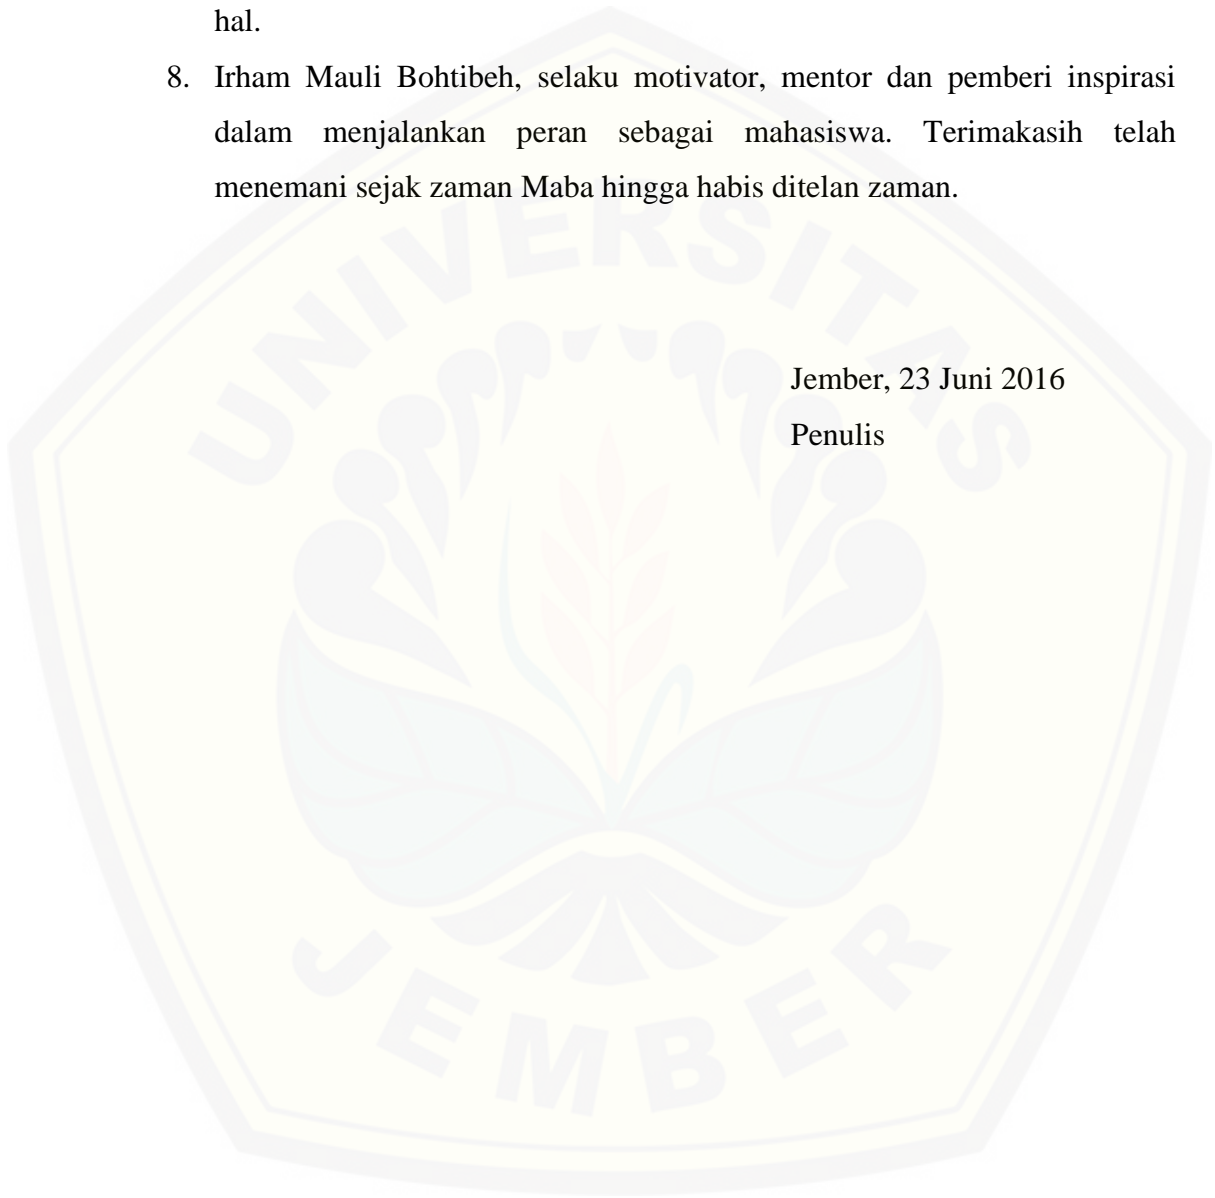 hal.
8. Irham Mauli Bohtibeh, selaku motivator, mentor dan pemberi inspirasi
dalam menjalankan peran sebagai mahasiswa. Terimakasih telah
menemani sejak zaman Maba hingga habis ditelan zaman.
UNIVERSITAS
Jember, 23 Juni 2016
Penulis
JEMBER